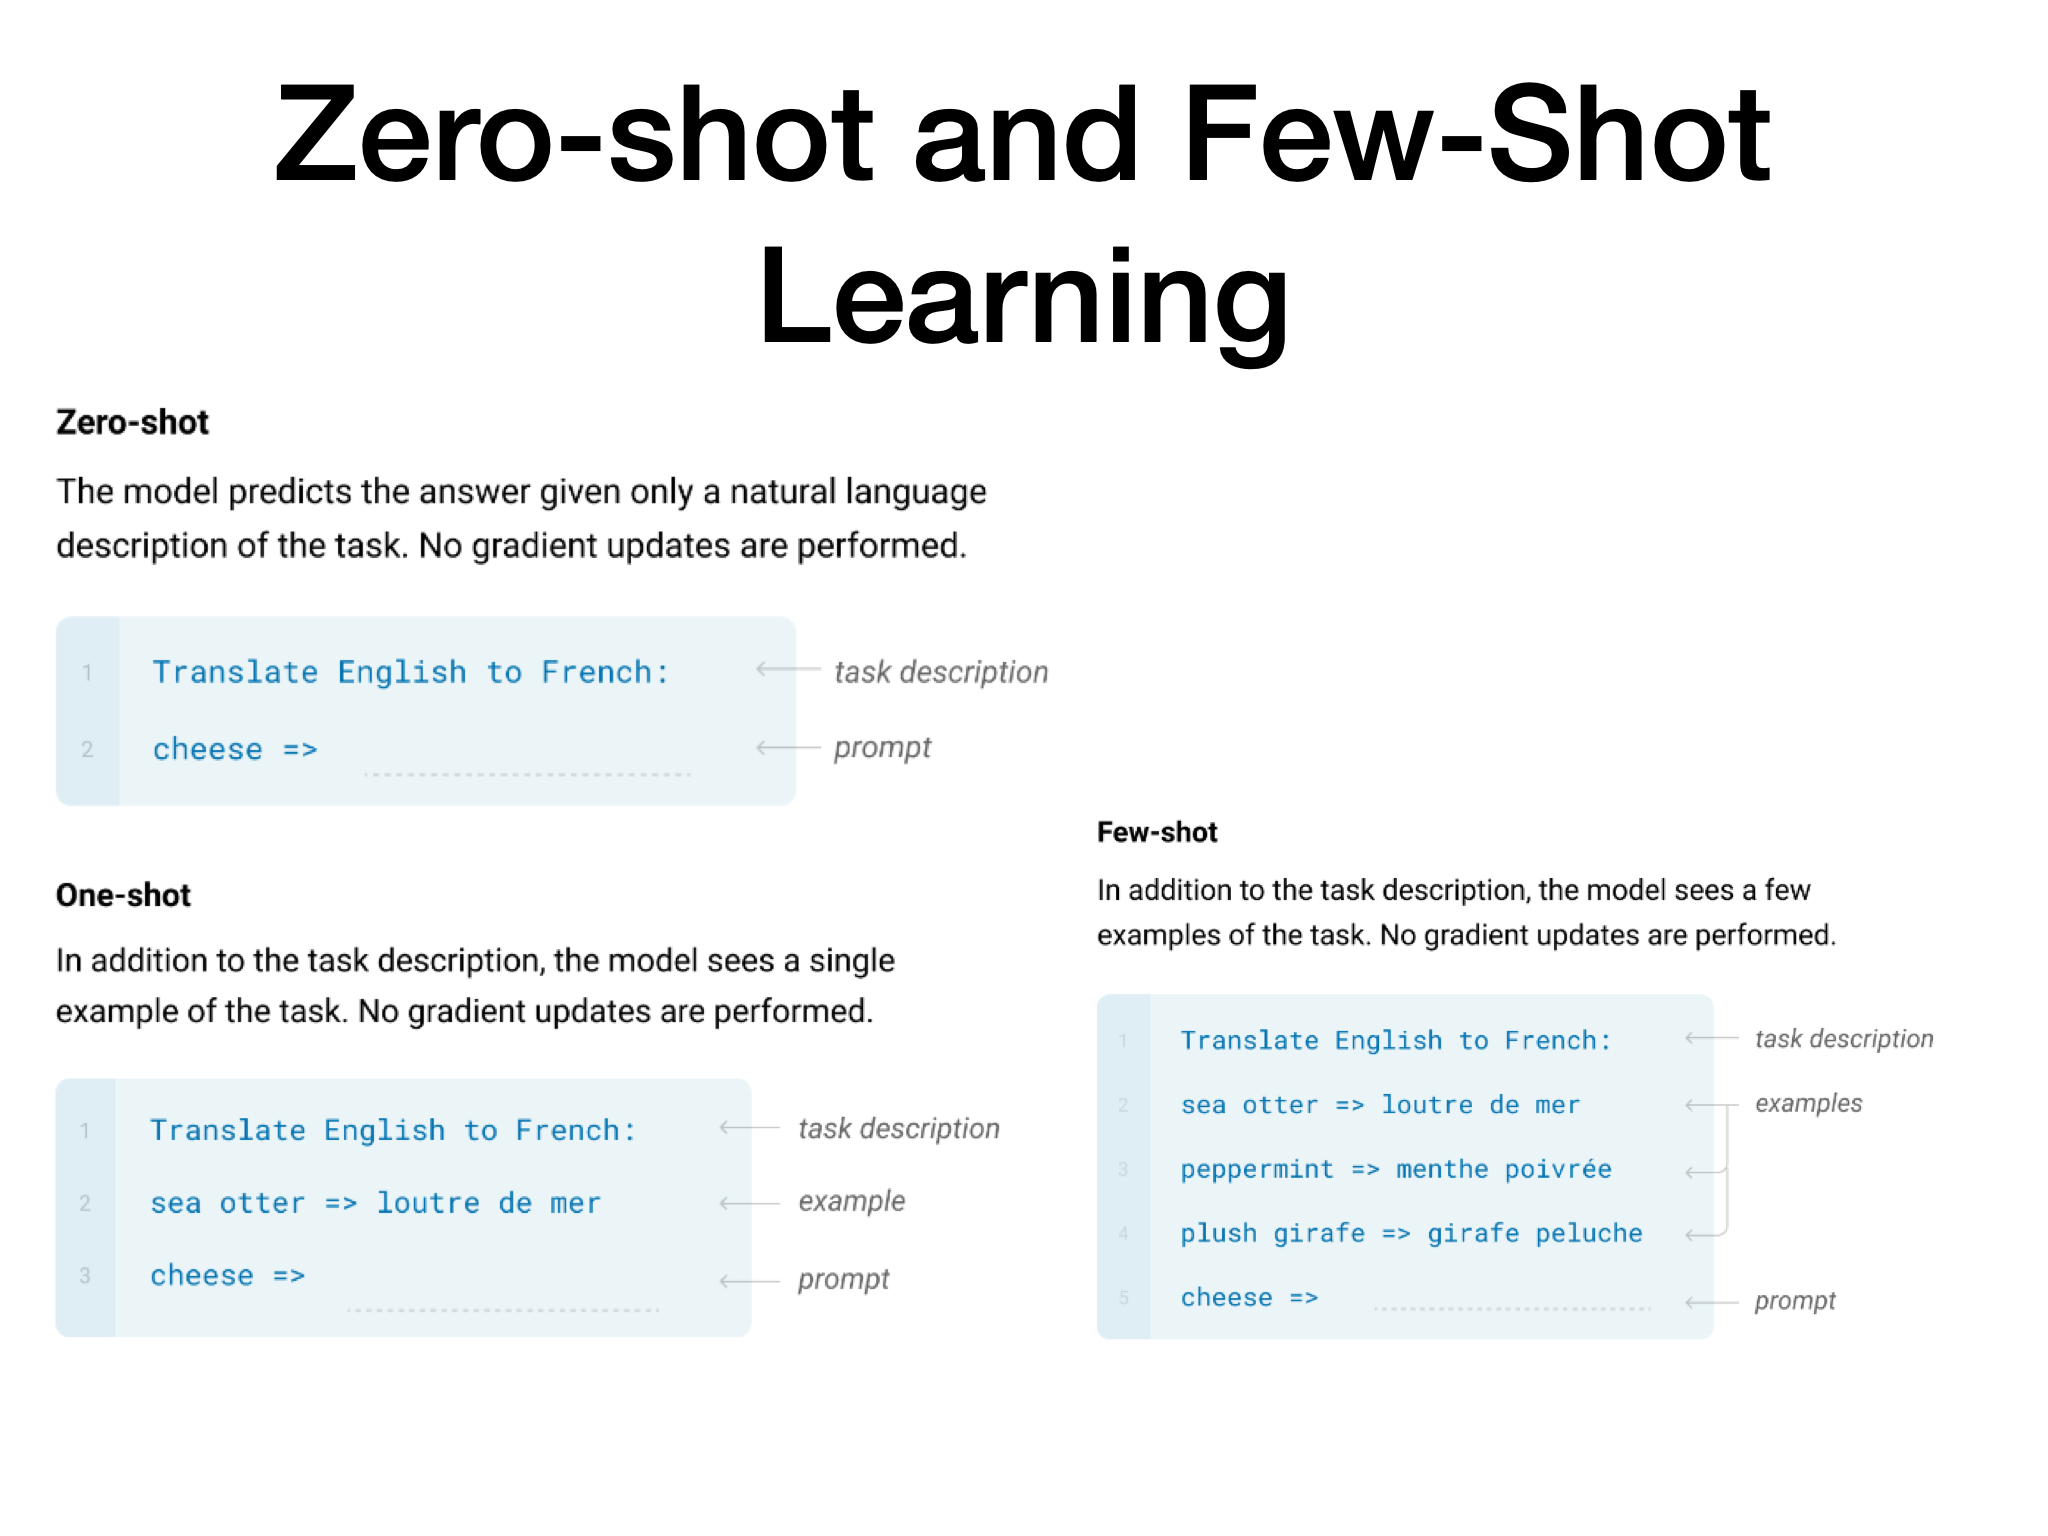 Zero-shot and Few-Shot
Learning
Zero-shot
The model predicts the answer given only a natural language
description of the task. No gradient updates are performed.
1 Translate English to French: task description
2 cheese => prompt
One-shot
In addition to the task description, the model sees a single
example of the task. No gradient updates are performed.
1 Translate English to French: task description
2 sea otter => loutre de mer example
3 cheese => prompt
Few-shot
In addition to the task description, the model sees a few
examples of the task. No gradient updates are performed.
1 Translate English to French: task description
2 sea otter => loutre de mer examples
3 peppermint => menthe poivrée
4 plush girafe => girafe peluche
5 cheese => prompt